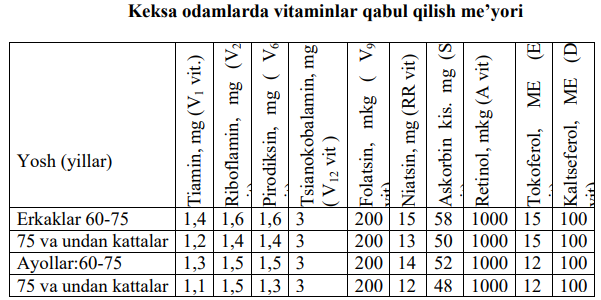 Keksa odamlarda vitaminlar qabul qilish me’yori
Yosh (yillar)
Tiamin, mg (V1 vit.)
Riboflamin, mg (V2
Pirodiksin, mg ( V6
Tsianokobalamin, mg
( V12 vit )
Folatsin, mkg ( V9
vit)
Niatsin, mg (RR vit)
Askorbin kis. mg (S
Retinol, mkg (A vit)
Tokoferol, ME (E
Kaltseferol, ME (D
Erkaklar 60-75 1,4 1,6 1,6 3 200 15 58 1000 15 100
75 va undan kattalar 1,2 1,4 1,4 3 200 13 50 1000 15 100
Ayollar:60-75 1,3 1,5 1,5 3 200 14 52 1000 12 100
75 va undan kattalar 1,1 1,5 1,3 3 200 12 48 1000 12 100